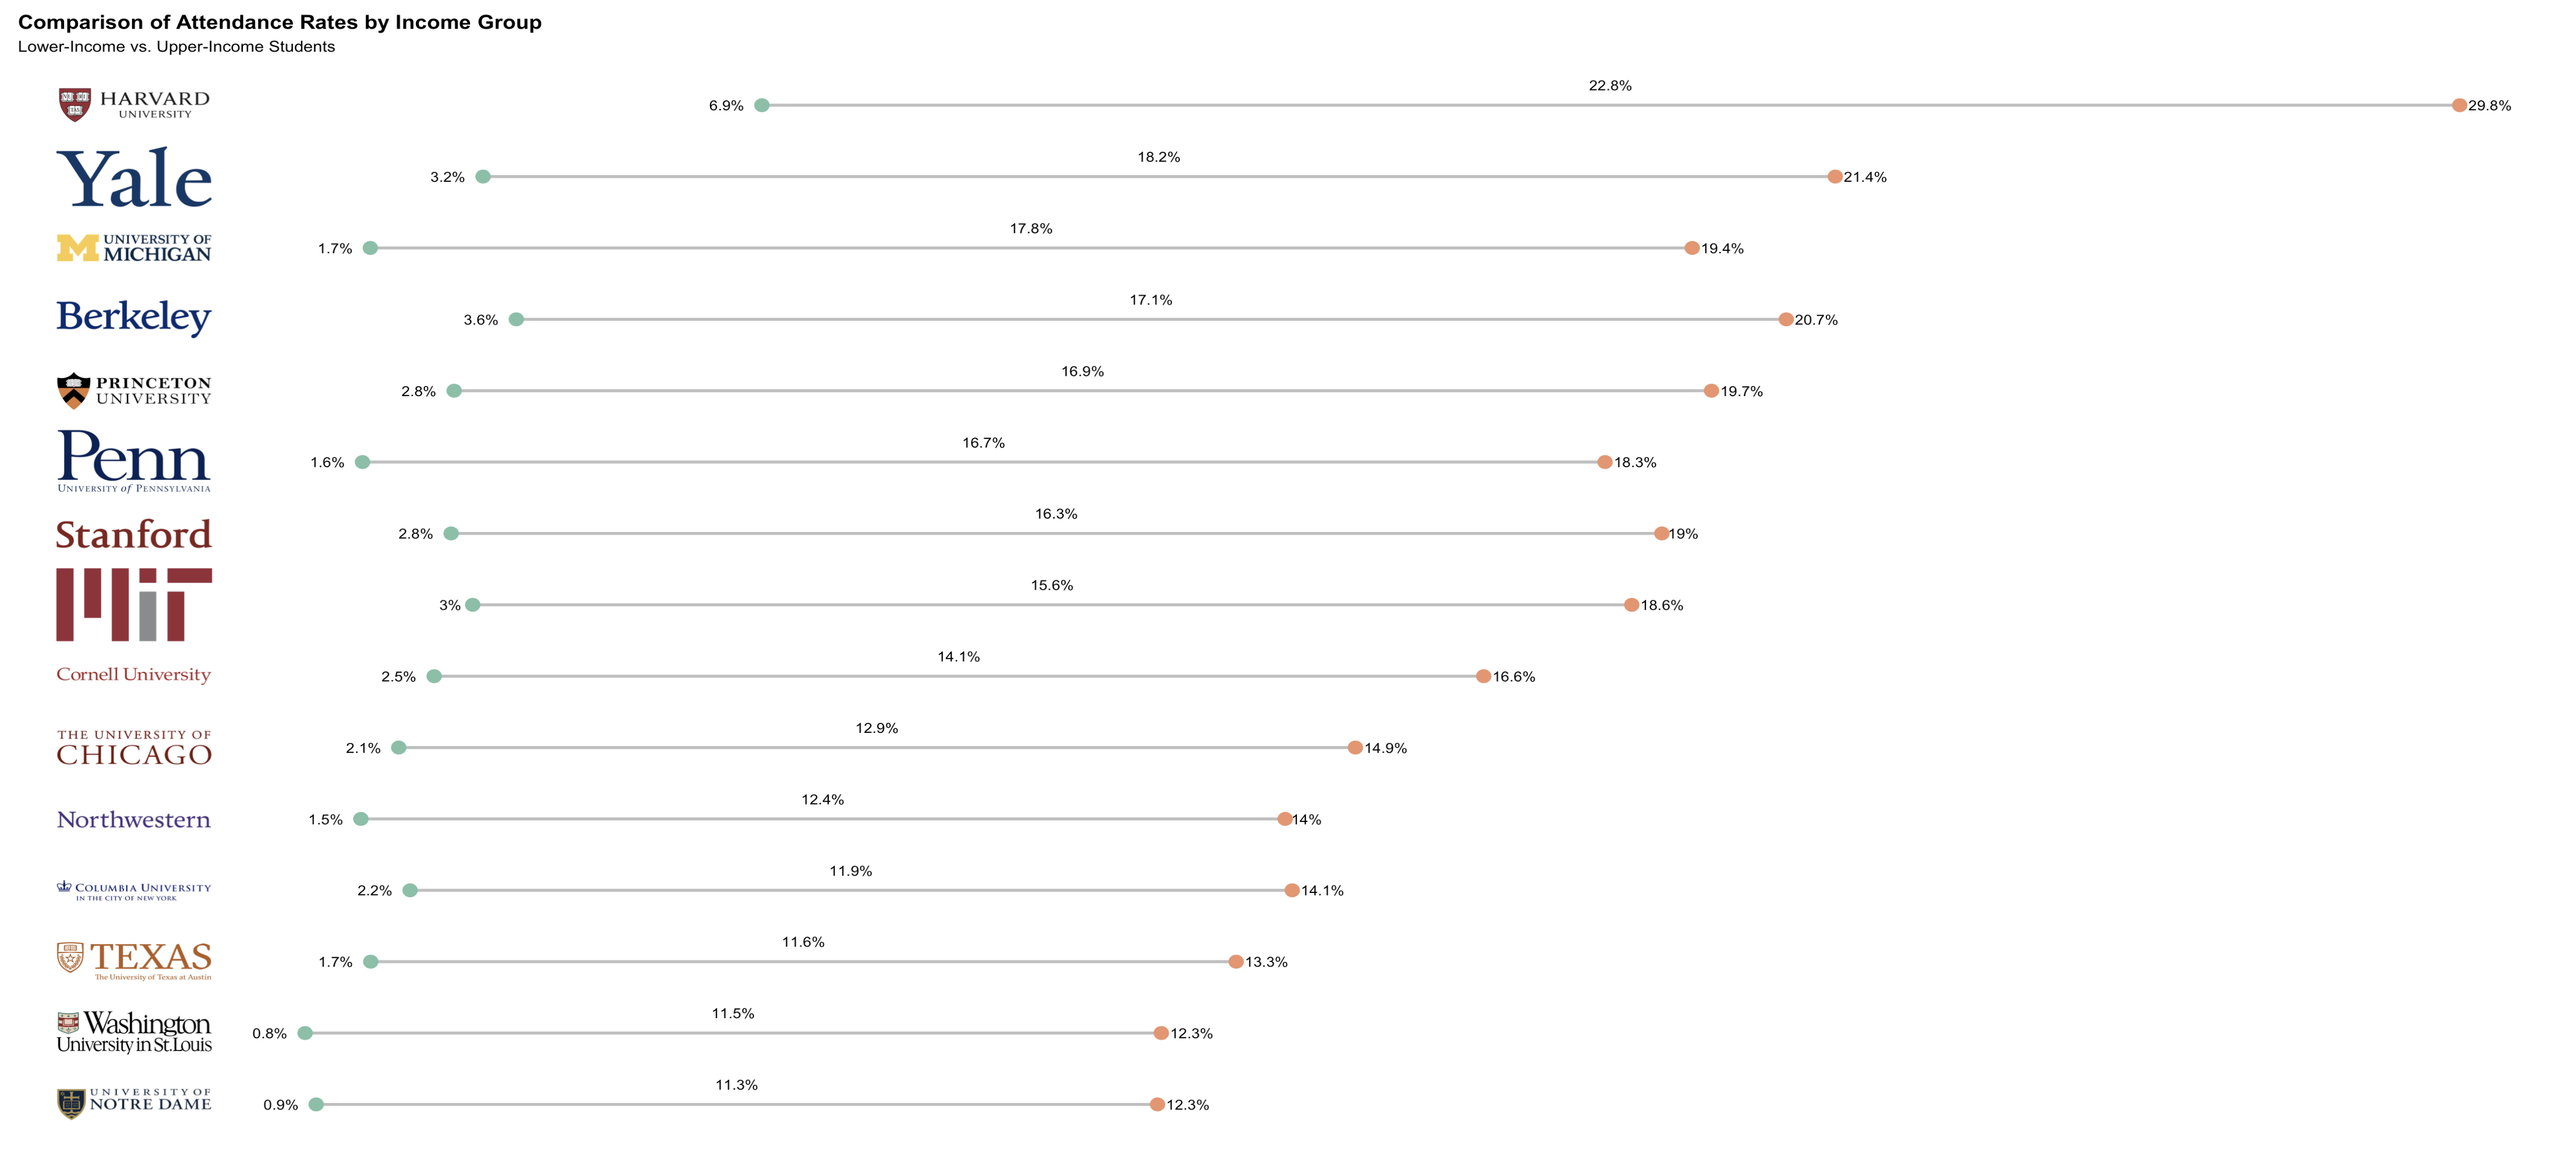 Comparison of Attendance Rates by Income Group
Lower-Income vs. Upper-Income Students
HARVARD
UNIVERSITY
6.9%
22.8%
29.8%
Yale
3.2%
18.2%
21.4%
M UNIVERSITY OF
MICHIGAN
1.7%
17.8%
19.4%
Berkeley
3.6%
17.1%
20.7%
PRINCETON
UNIVERSITY
2.8%
16.9%
19.7%
Penn
UNIVERSITY of PENNSYLVANIA
1.6%
16.7%
18.3%
Stanford
2.8%
16.3%
19%
MIT
3%
15.6%
18.6%
Cornell University
2.5%
14.1%
16.6%
THE UNIVERSITY OF
CHICAGO
2.1%
12.9%
14.9%
Northwestern
1.5%
12.4%
14%
COLUMBIA UNIVERSITY
IN THE CITY OF NEW YORK
2.2%
11.9%
14.1%
TEXAS
The University of Texas at Austin
1.7%
11.6%
13.3%
Washington
University in St. Louis
0.8%
11.5%
12.3%
UNIVERSITY OF
NOTRE DAME
0.9%
11.3%
12.3%